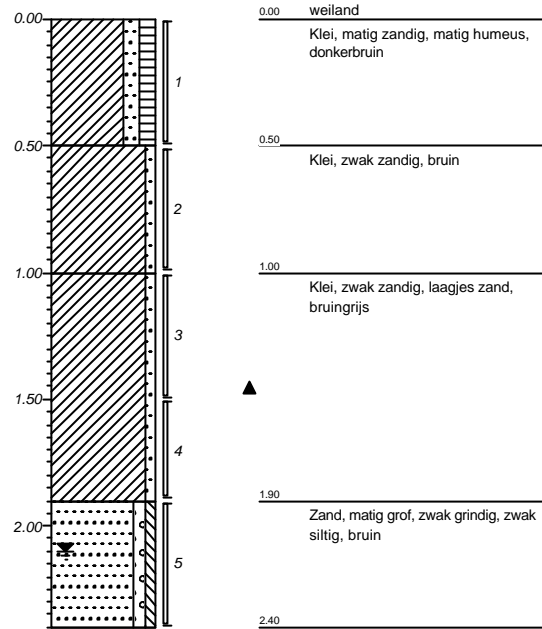 0.00
1
0.50
2
1.00
3
1.50
4
2.00
5
0.00
weiland
Klei, matig zandig, matig humeus,
donkerbruin
0.50
Klei, zwak zandig, bruin
1.00
Klei, zwak zandig, laagjes zand,
bruingrijs
1.90
Zand, matig grof, zwak grindig, zwak
siltig, bruin
2.40